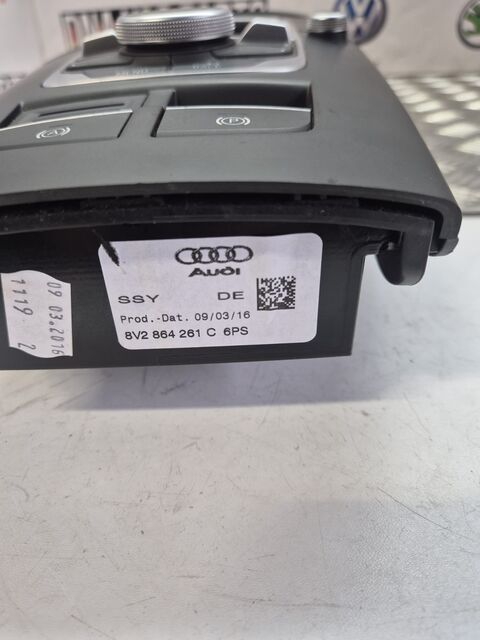 Audi
SSY DE
Prod.-Dat. 09/03/16
8V2 864 261 C 6PS
09 03.2016
1119 2
A
P